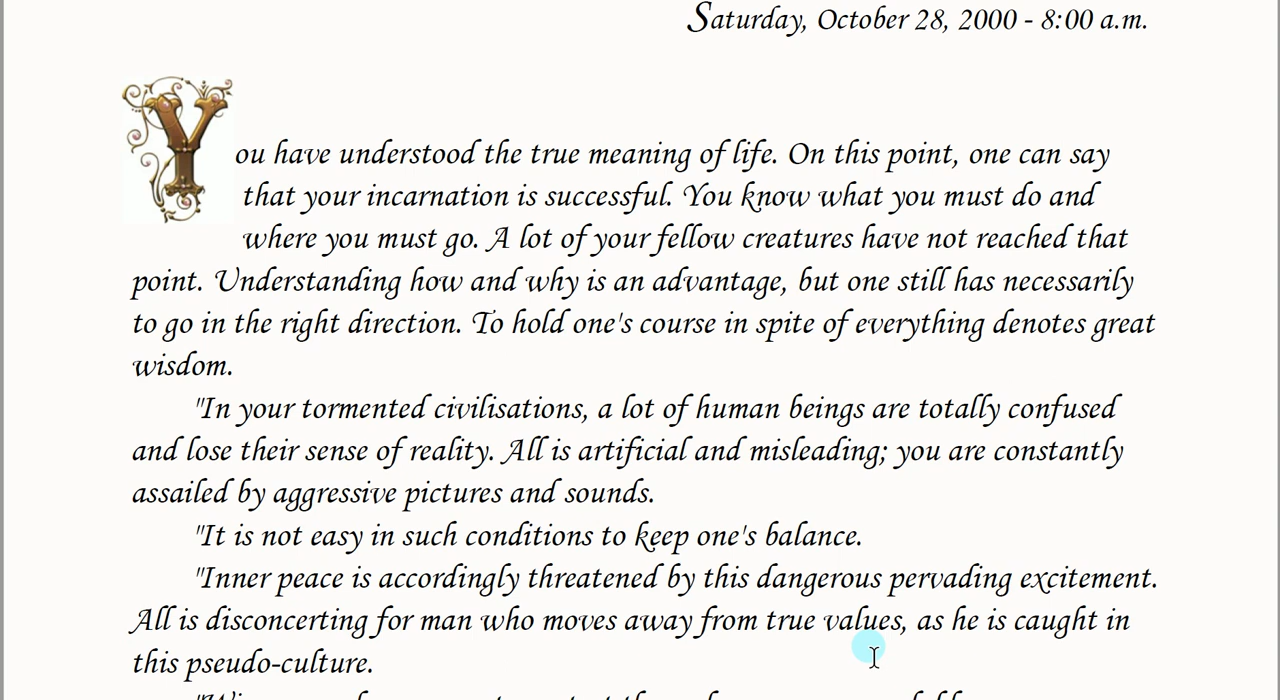 Saturday, October 28, 2000 - 8:00 a.m.
You have understood the true meaning of life. On this point, one can say
that your incarnation is successful. You know what you must do and
where you must go. A lot of your fellow creatures have not reached that
point. Understanding how and why is an advantage, but one still has necessarily
to go in the right direction. To hold one's course in spite of everything denotes great
wisdom.
"In your tormented civilisations, a lot of human beings are totally confused
and lose their sense of reality. All is artificial and misleading; you are constantly
assailed by aggressive pictures and sounds.
"It is not easy in such conditions to keep one's balance.
"Inner peace is accordingly threatened by this dangerous pervading excitement.
All is disconcerting for man who moves away from true values, as he is caught in
this pseudo-culture.